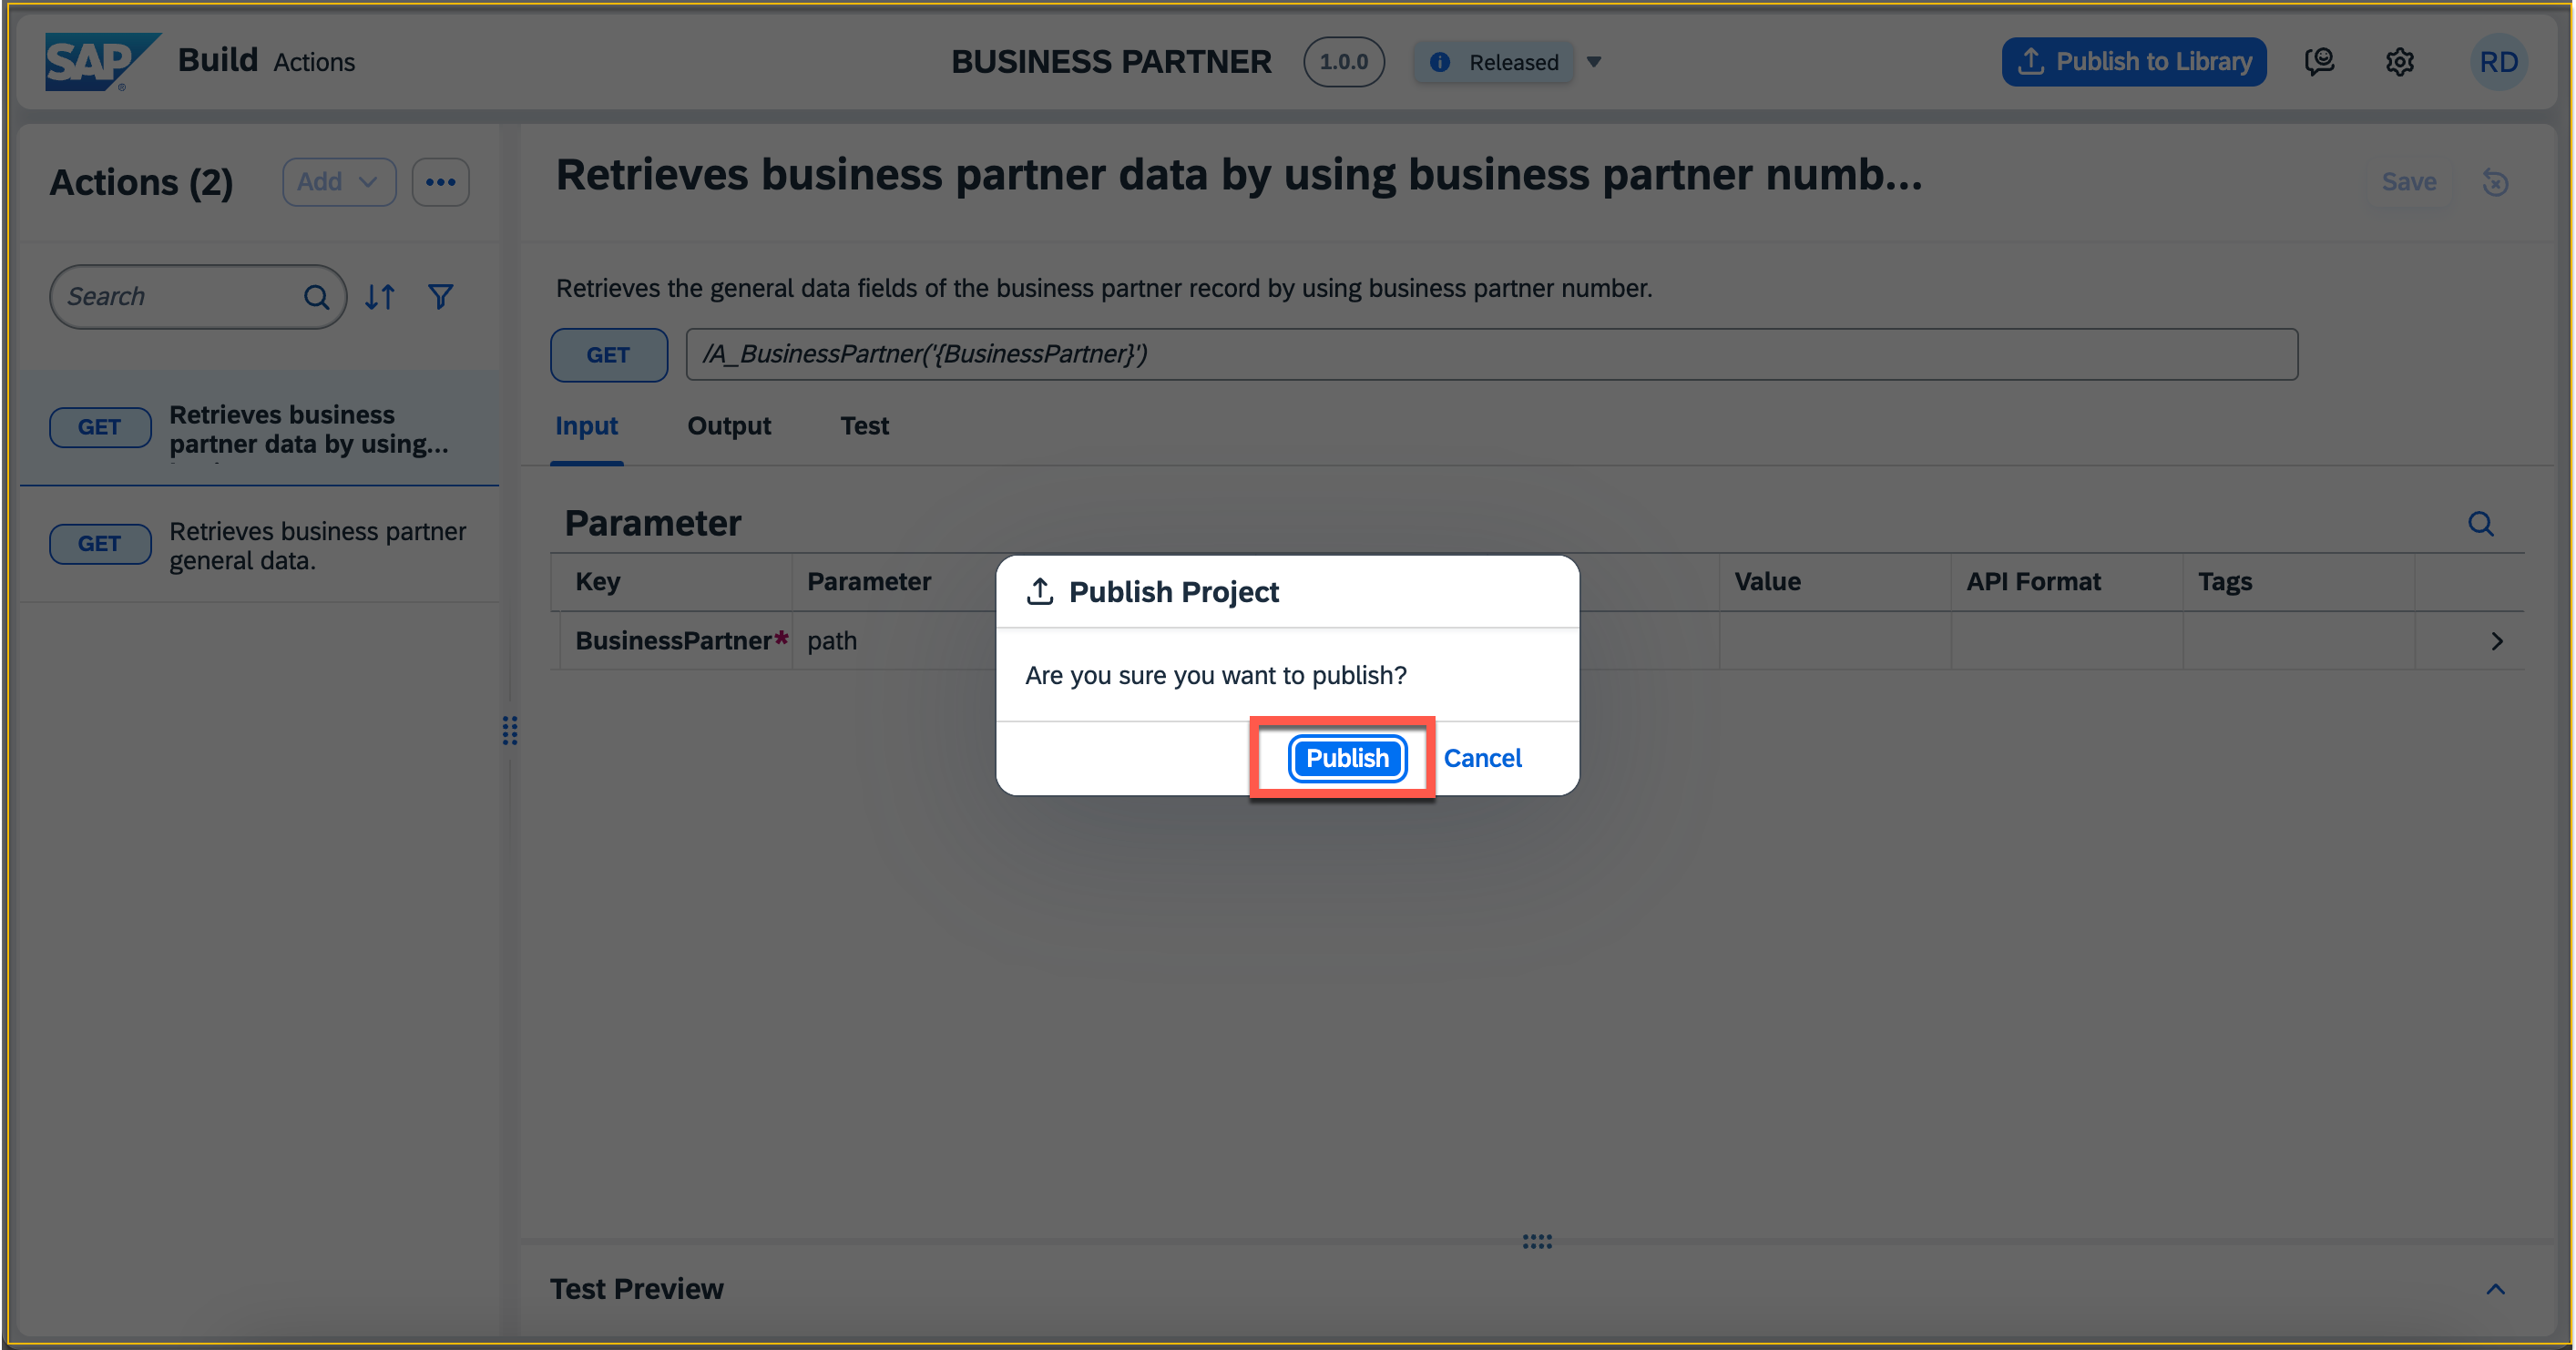 SAP
Build Actions
BUSINESS PARTNER
1.0.0
Released
Publish to Library
RD
Actions (2)
Add
Retrieves business partner data by using business partner numb...
Save
Search
Retrieves the general data fields of the business partner record by using business partner number.
GET
/A_BusinessPartner('{BusinessPartner}')
GET
Retrieves business
partner data by using...
Input
Output
Test
GET
Retrieves business partner
general data.
Parameter
Key
Parameter
Value
API Format
Tags
BusinessPartner*
path
Publish Project
Are you sure you want to publish?
Publish
Cancel
Test Preview